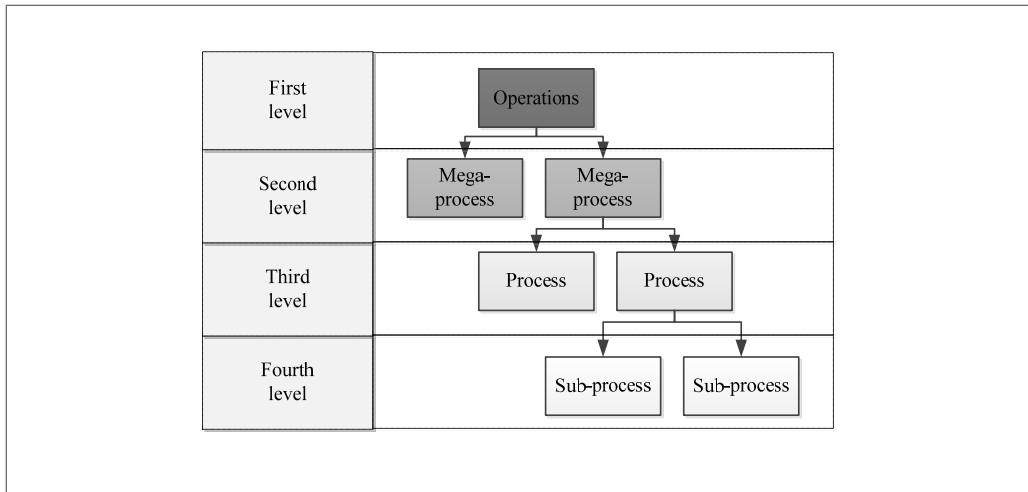 First
level
Operations
Second
level
Mega-
process
Mega-
process
Third
level
Process
Process
Fourth
level
Sub-process
Sub-process